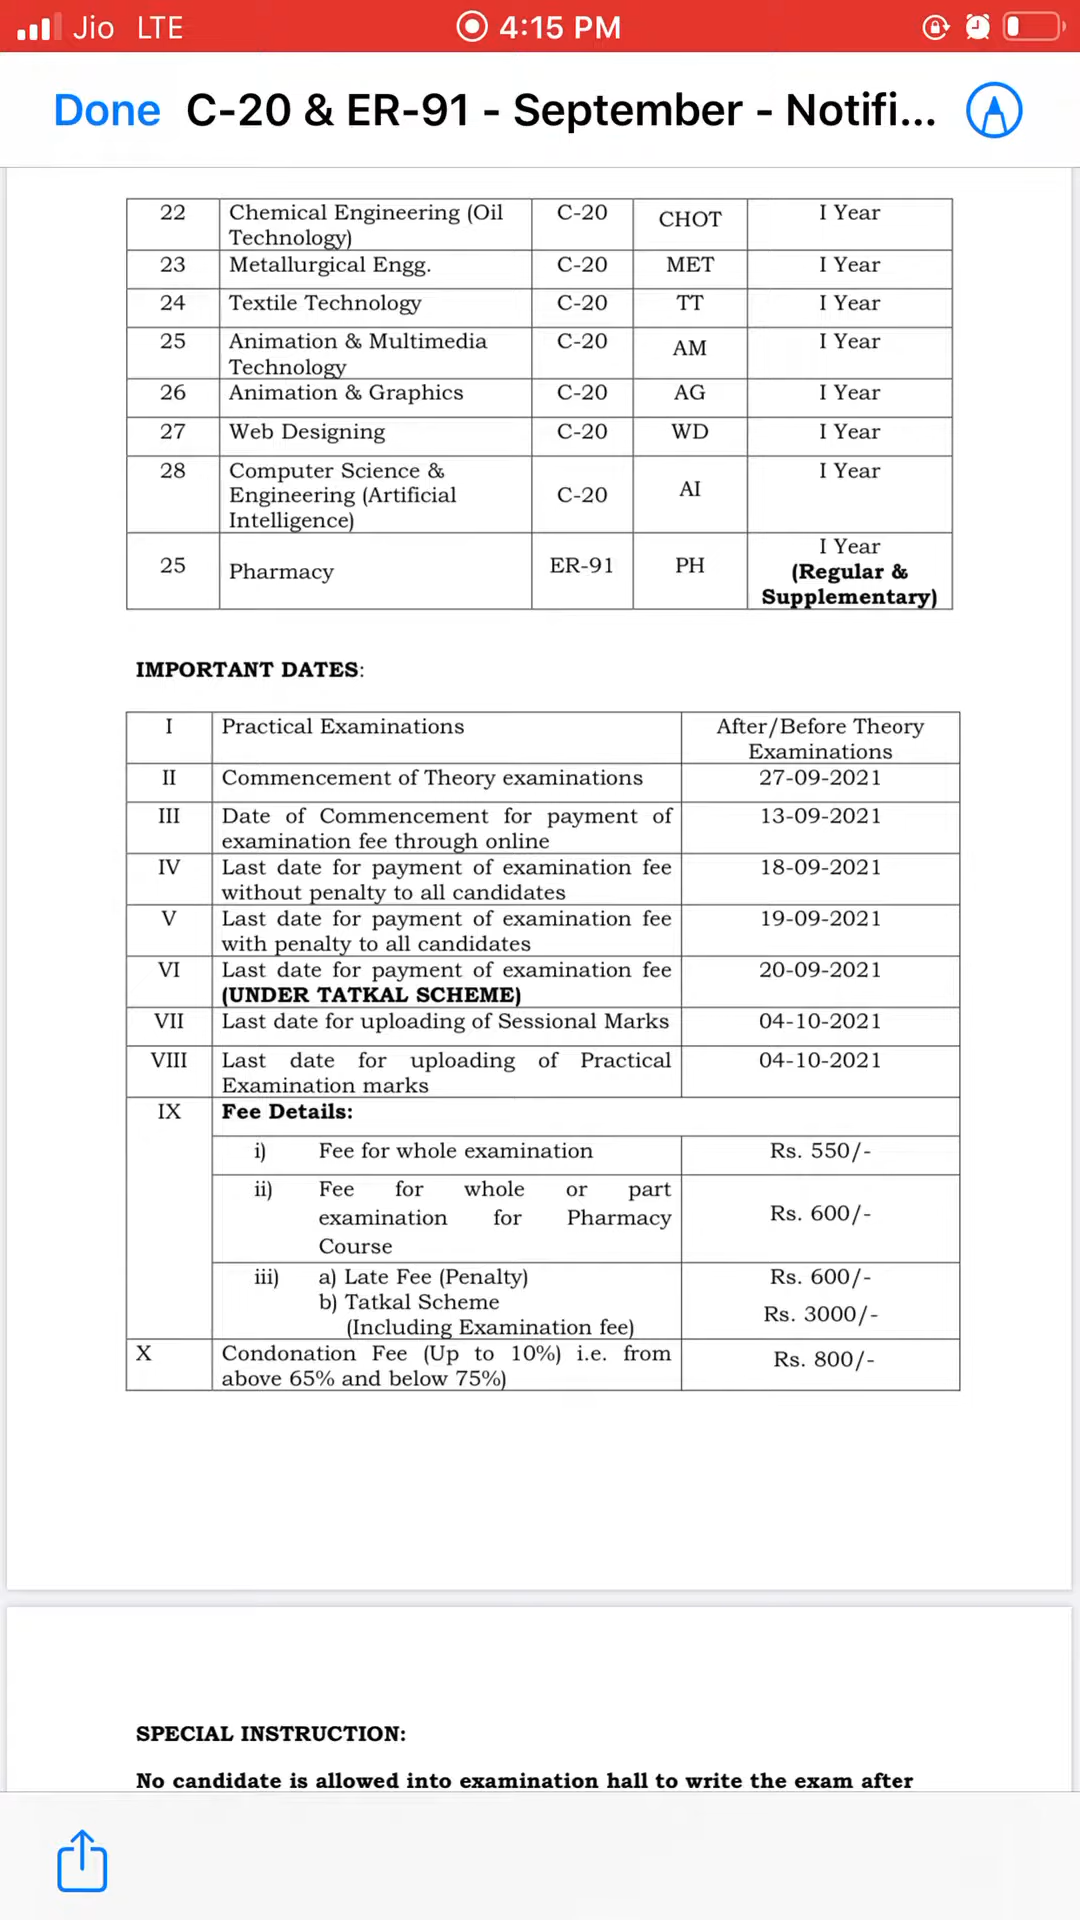 Jio LTE 4:15 PM
Done C-20 & ER-91 - September - Notifi...
22 Chemical Engineering (Oil Technology) C-20 CHOT I Year
23 Metallurgical Engg. C-20 MET I Year
24 Textile Technology C-20 TT I Year
25 Animation & Multimedia Technology C-20 AM I Year
26 Animation & Graphics C-20 AG I Year
27 Web Designing C-20 WD I Year
28 Computer Science & Engineering (Artificial Intelligence) C-20 AI I Year
25 Pharmacy ER-91 PH I Year (Regular & Supplementary)
IMPORTANT DATES:
I Practical Examinations After/Before Theory Examinations
II Commencement of Theory examinations 27-09-2021
III Date of Commencement for payment of examination fee through online 13-09-2021
IV Last date for payment of examination fee without penalty to all candidates 18-09-2021
V Last date for payment of examination fee with penalty to all candidates 19-09-2021
VI Last date for payment of examination fee (UNDER TATKAL SCHEME) 20-09-2021
VII Last date for uploading of Sessional Marks 04-10-2021
VIII Last date for uploading of Practical Examination marks 04-10-2021
IX Fee Details:
i) Fee for whole examination Rs. 550/-
ii) Fee for whole or part examination for Pharmacy Course Rs. 600/-
iii) a) Late Fee (Penalty) Rs. 600/-
b) Tatkal Scheme (Including Examination fee) Rs. 3000/-
X Condonation Fee (Up to 10%) i.e. from above 65% and below 75%) Rs. 800/-
SPECIAL INSTRUCTION:
No candidate is allowed into examination hall to write the exam after